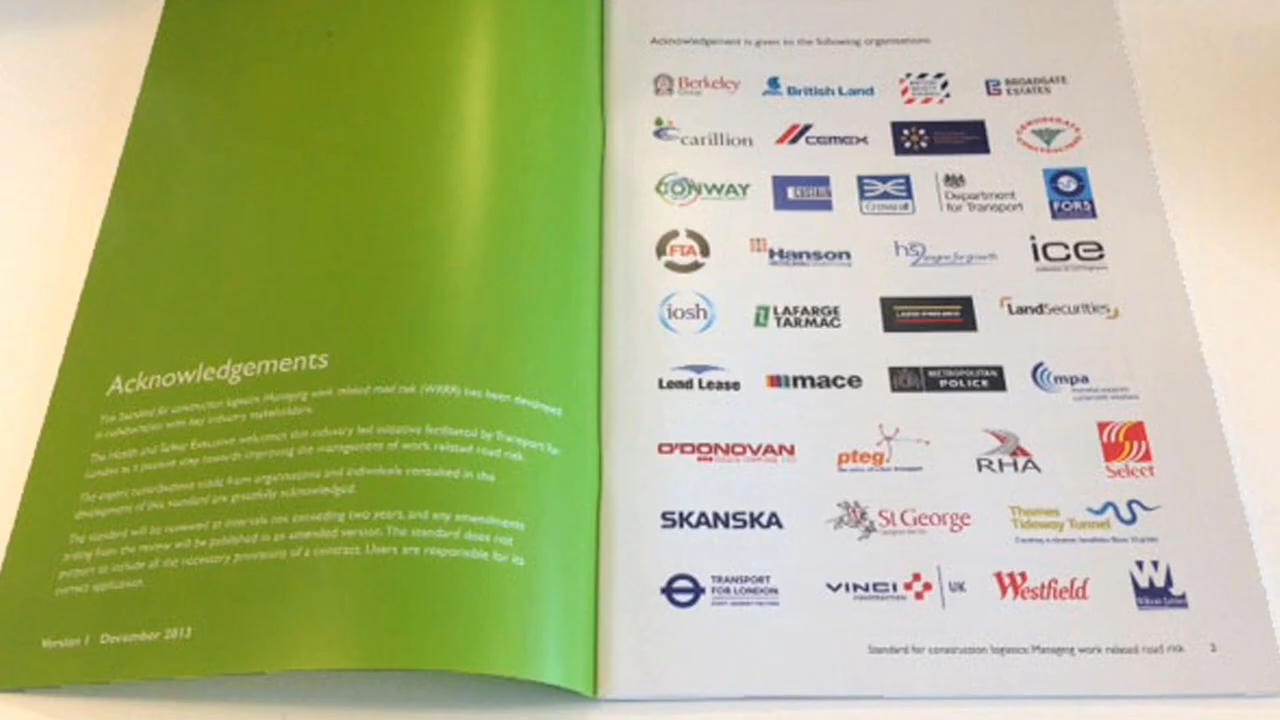 Acknowledgements
The Standard for construction logistics: Managing work related road risk (WRRR) has been developed
in collaboration with key industry stakeholders.
The Health and Safety Executive welcomes this industry led initiative facilitated by Transport for
London as a positive step towards improving the management of work related road risk.
The expert contributions made from organisations and individuals consulted in the
development of this standard are gratefully acknowledged.
The standard will be reviewed at intervals not exceeding two years, and any amendments
arising from the review will be published in an amended version. This standard does not
purport to include all the necessary provisions of a contract. Users are responsible for its
correct application.
Version 1 December 2013
Acknowledgement is given to the following organisations
Berkeley
Group
British Land
BROADGATE
ESTATES
carillion
CEMEX
CONWAY
Crossrail
Department
for Transport
FORS
FTA
Hanson
hs2 engine for growth
ice
iosh
LAFARGE
TARMAC
LandSecurities
Lend Lease
mace
METROPOLITAN
POLICE
mpa
O'DONOVAN
pteg
RHA
Select
SKANSKA
St George
Thames
Tideway Tunnel
TRANSPORT
FOR LONDON
VINCI UK
CONSTRUCTION
Westfield
W
Standard for construction logistics: Managing work related road risk 3